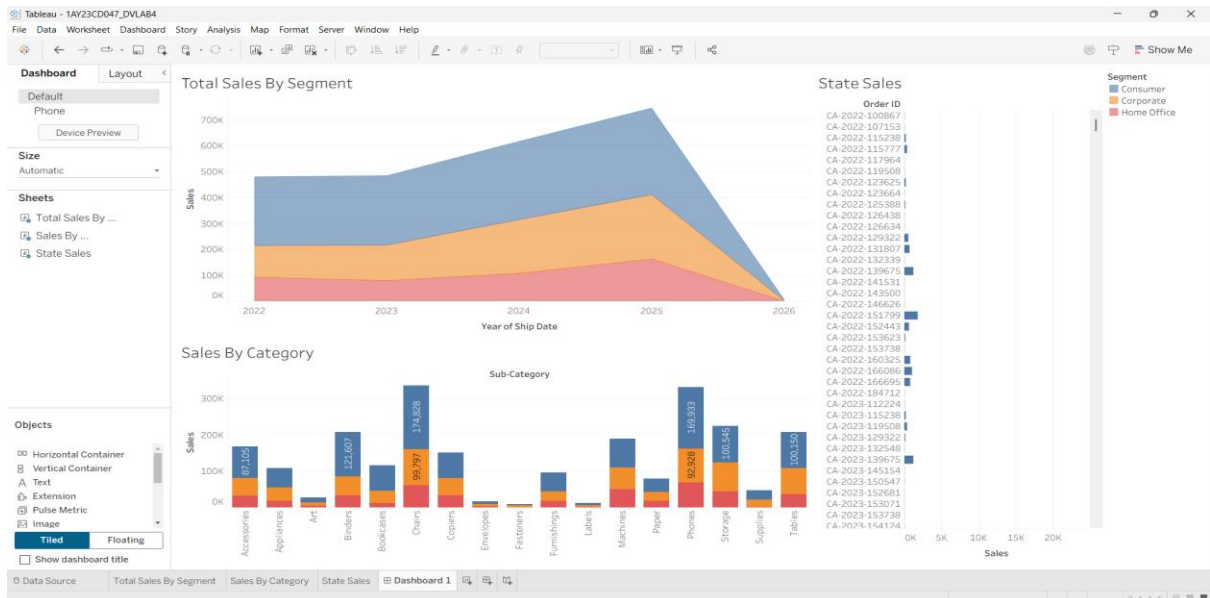 Tableau - 1AY23CD047_DVLAB4
File Data Worksheet Dashboard Story Analysis Map Format Server Window Help
Show Me
Dashboard Layout
Default
Phone
Device Preview
Size
Automatic
Sheets
Total Sales By ...
Sales By ...
State Sales
Objects
Horizontal Container
Vertical Container
Text
Extension
Pulse Metric
Image
Tiled Floating
Show dashboard title
Total Sales By Segment
Sales
700K
600K
500K
400K
300K
200K
100K
0K
2022 2023 2024 2025 2026
Year of Ship Date
Sales By Category
Sub-Category
Sales
300K
200K
100K
0K
87,105
121,607
174,828
99,797
169,933
92,928
100,545
100,150
Accessories
Appliances
Art
Binders
Bookcases
Chairs
Copiers
Envelopes
Fasteners
Furnishings
Labels
Machines
Paper
Phones
Storage
Supplies
Tables
State Sales
Order ID
CA-2022-100867
CA-2022-107153
CA-2022-115238
CA-2022-115777
CA-2022-117964
CA-2022-119508
CA-2022-123625
CA-2022-123664
CA-2022-125388
CA-2022-126438
CA-2022-126634
CA-2022-129322
CA-2022-131807
CA-2022-132339
CA-2022-139675
CA-2022-141531
CA-2022-143500
CA-2022-146626
CA-2022-151799
CA-2022-152443
CA-2022-153623
CA-2022-153738
CA-2022-160325
CA-2022-166086
CA-2022-166695
CA-2022-184712
CA-2023-112224
CA-2023-115238
CA-2023-119508
CA-2023-129322
CA-2023-132548
CA-2023-139675
CA-2023-145154
CA-2023-150547
CA-2023-152681
CA-2023-153071
CA-2023-153738
CA-2023-154124
0K 5K 10K 15K 20K
Sales
Segment
Consumer
Corporate
Home Office
Data Source Total Sales By Segment Sales By Category State Sales Dashboard 1